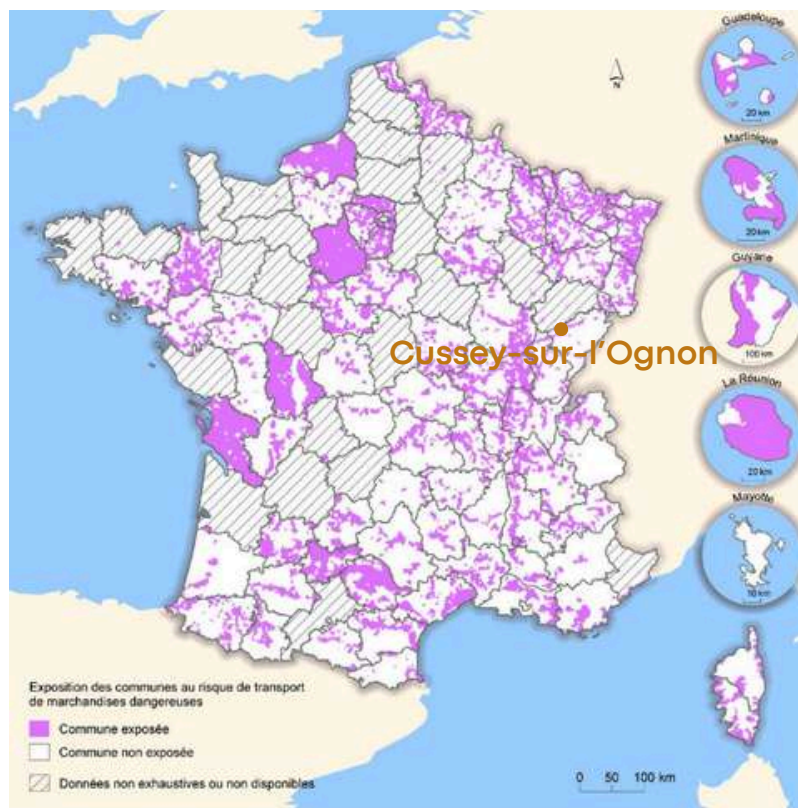 Guadeloupe
20 km
N
Martinique
20 km
Guyane
100 km
Cussey-sur-l'Ognon
La Réunion
20 km
Mayotte
10 km
Exposition des communes au risque de transport
de marchandises dangereuses
Commune exposée
Commune non exposée
Données non exhaustives ou non disponibles
0 50 100 km